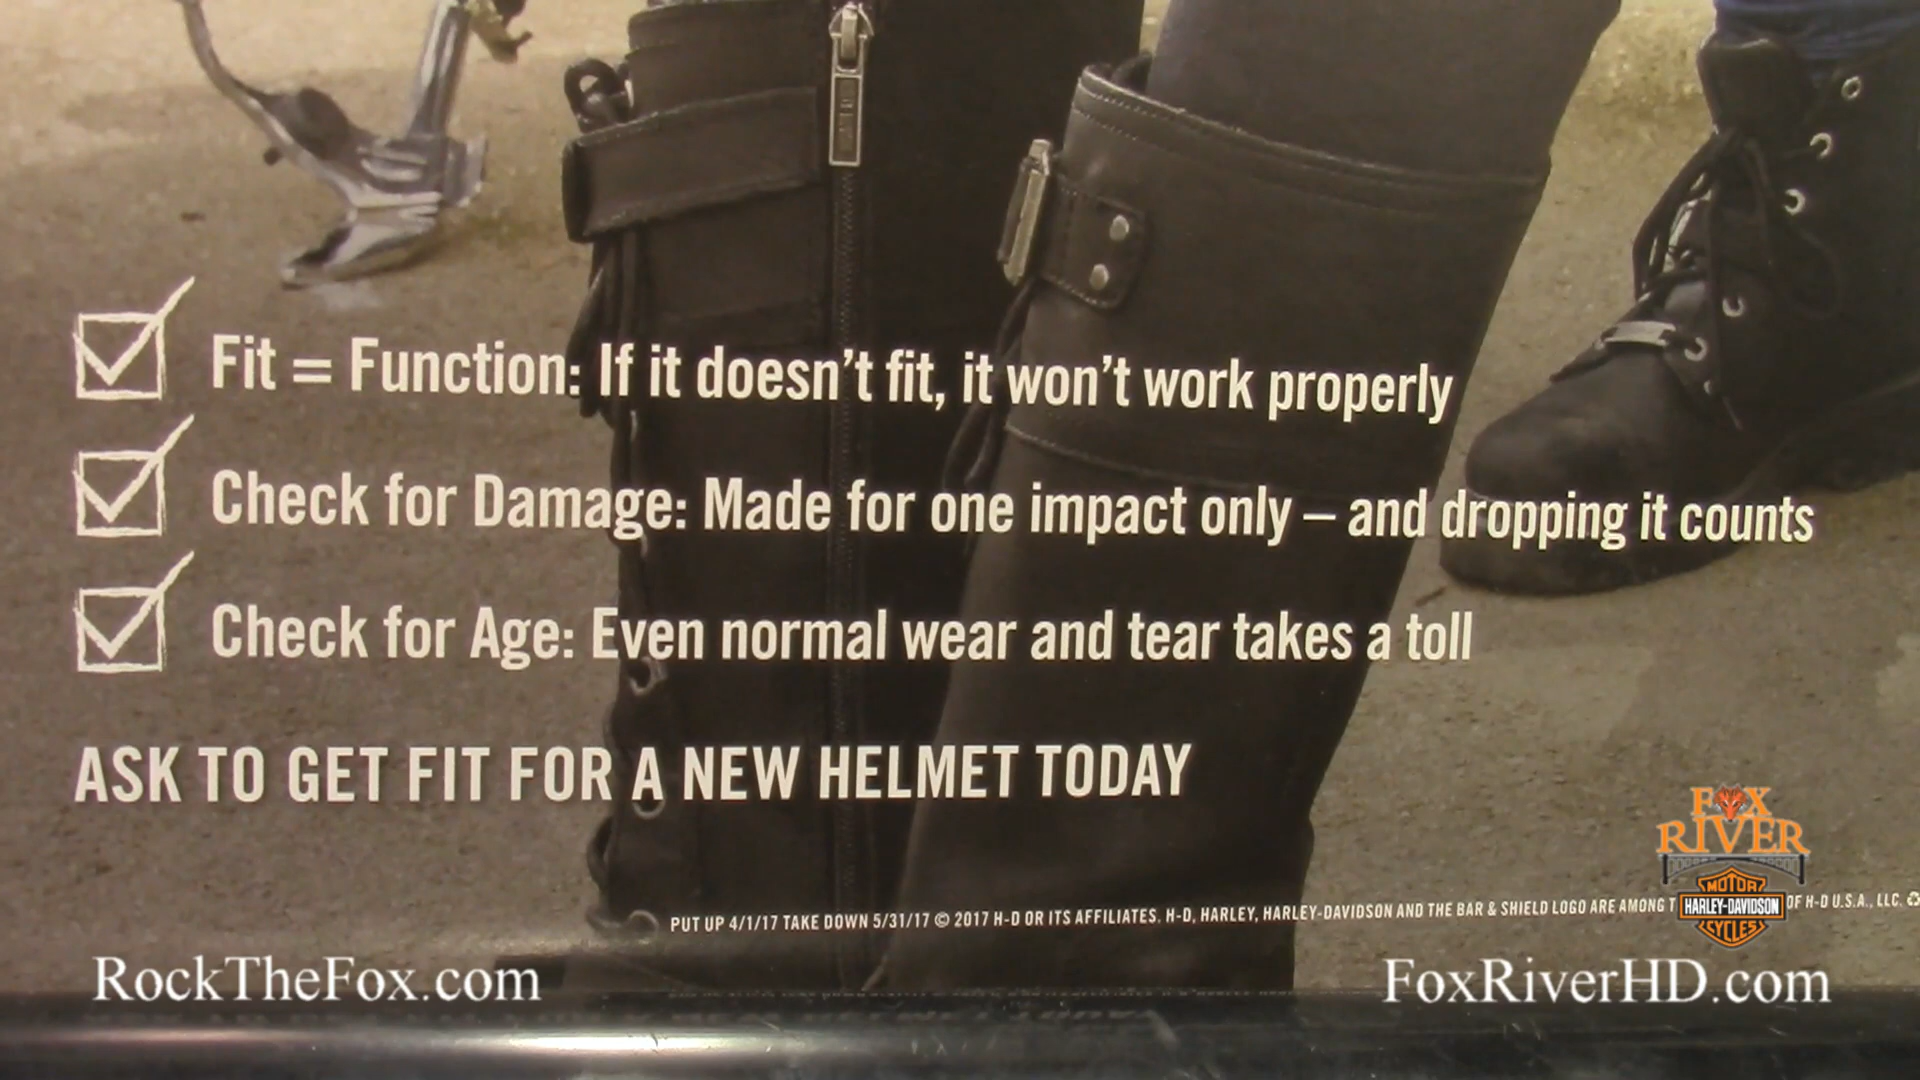 Fit = Function: If it doesn't fit, it won't work properly
Check for Damage: Made for one impact only – and dropping it counts
Check for Age: Even normal wear and tear takes a toll
ASK TO GET FIT FOR A NEW HELMET TODAY
FOX
RIVER
MOTOR
HARLEY-DAVIDSON
CYCLES
PUT UP 4/1/17 TAKE DOWN 5/31/17 © 2017 H-D OR ITS AFFILIATES. H-D, HARLEY, HARLEY-DAVIDSON AND THE BAR & SHIELD LOGO ARE AMONG OF H-D U.S.A., LLC.
RockTheFox.com
FoxRiverHD.com